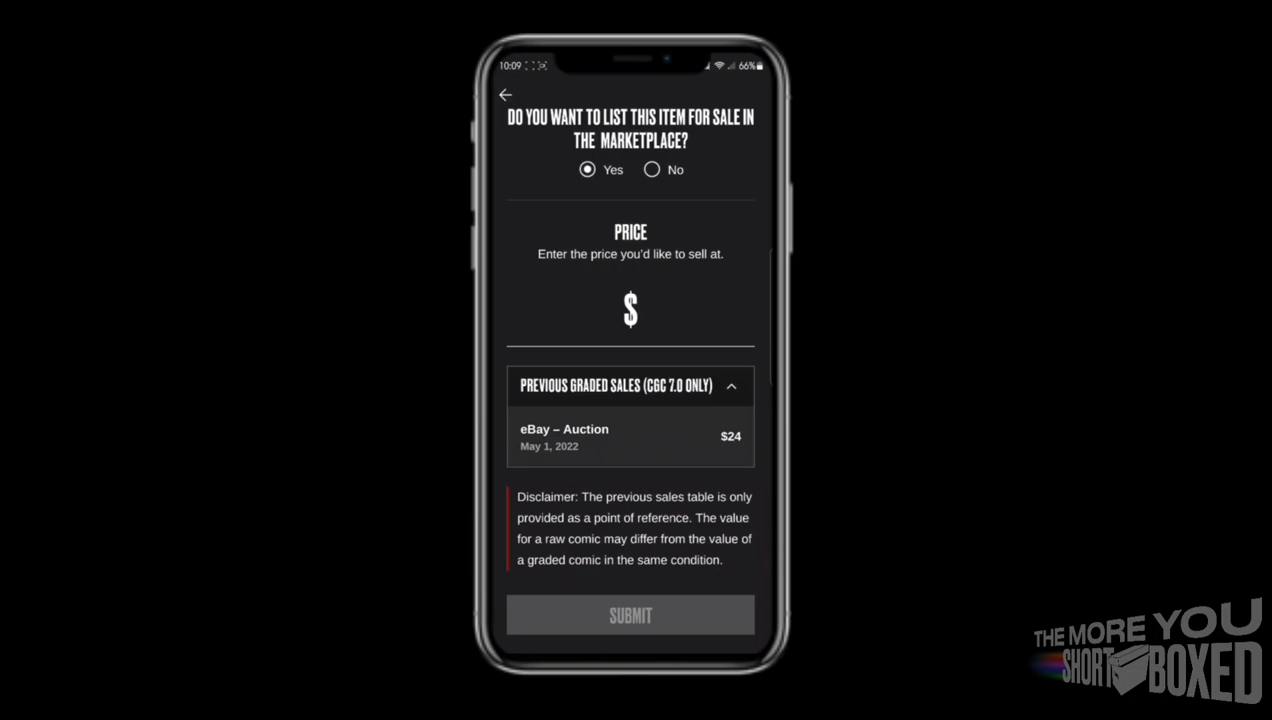 10:09
66%
DO YOU WANT TO LIST THIS ITEM FOR SALE IN
THE MARKETPLACE?
Yes
No
PRICE
Enter the price you'd like to sell at.
$
PREVIOUS GRADED SALES (CGC 7.0 ONLY)
eBay – Auction
$24
May 1, 2022
Disclaimer: The previous sales table is only
provided as a point of reference. The value
for a raw comic may differ from the value of
a graded comic in the same condition.
SUBMIT
THE MORE YOU
SHORTBOXED